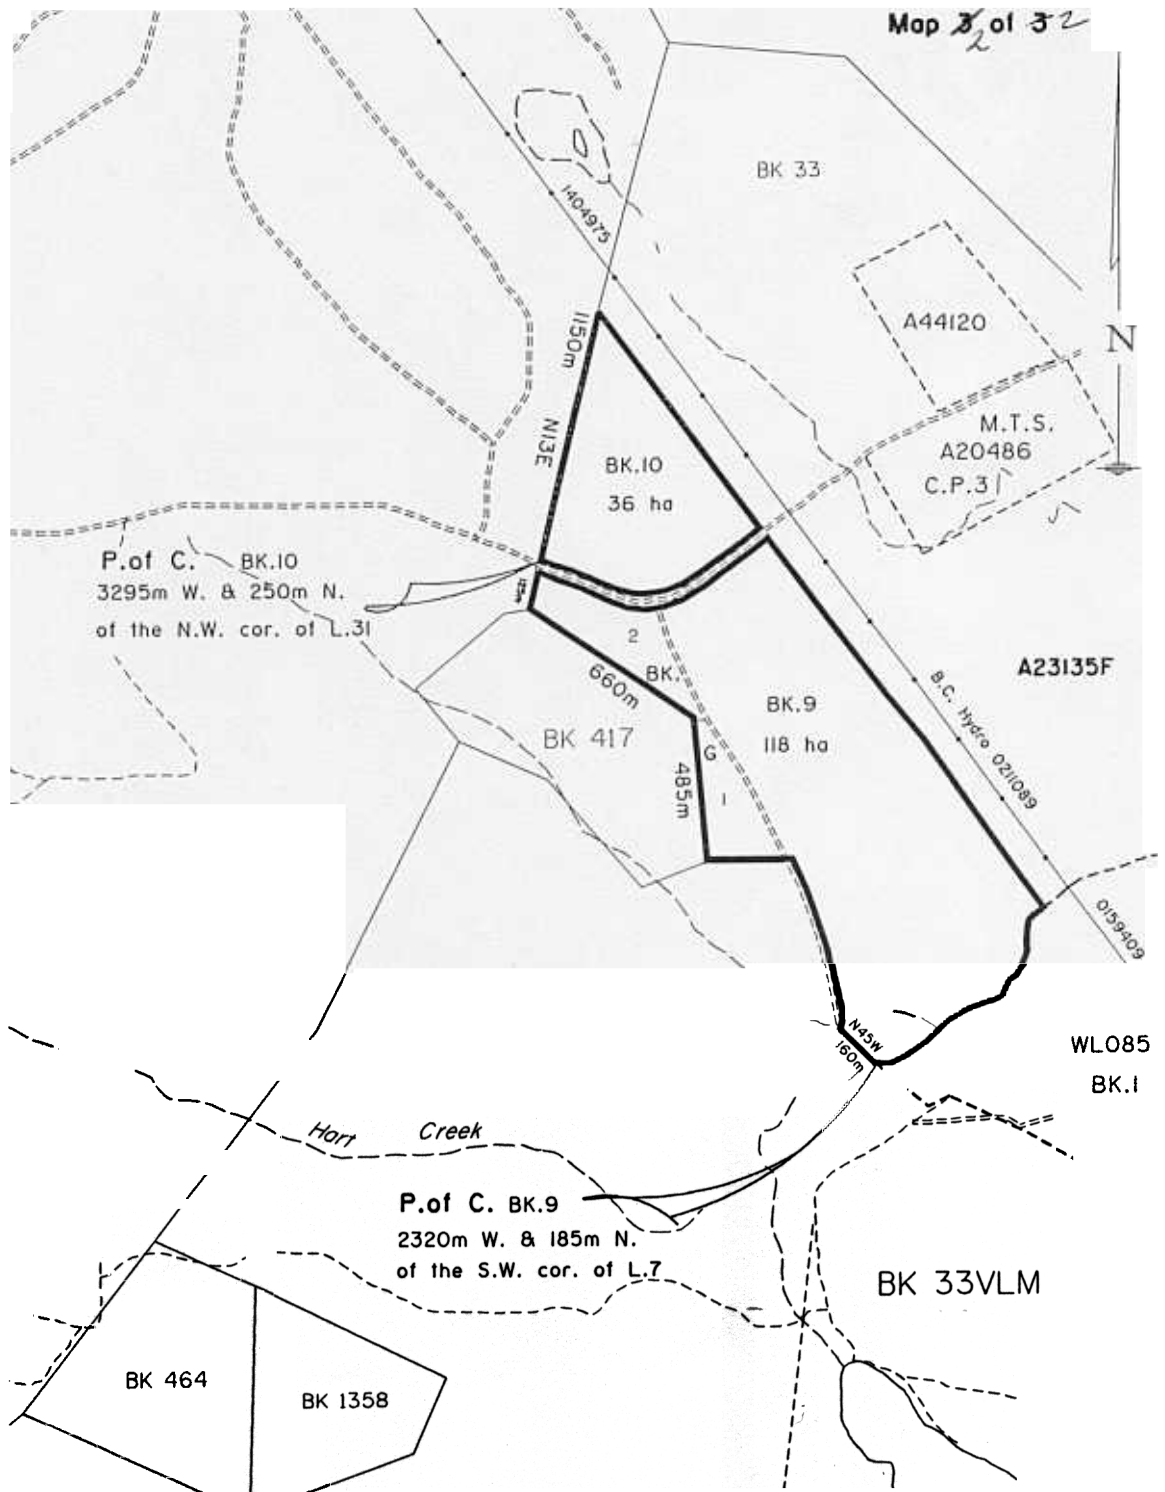 Map 3 2 of 3 2
BK 33
1404975
A44120
N
1150m
M.T.S.
A20486
C.P.3
N13E
BK.10
36 ha
P.of C. BK.10
3295m W. & 250m N.
of the N.W. cor. of L.31
125m
2
BK.
660m
A23135F
BK.9
118 ha
B.C. Hydro 0211089
BK 417
G
485m
1
0159409
N45W
160m
WL085
BK.1
Hart Creek
P.of C. BK.9
2320m W. & 185m N.
of the S.W. cor. of L.7
BK 33VLM
BK 464
BK 1358